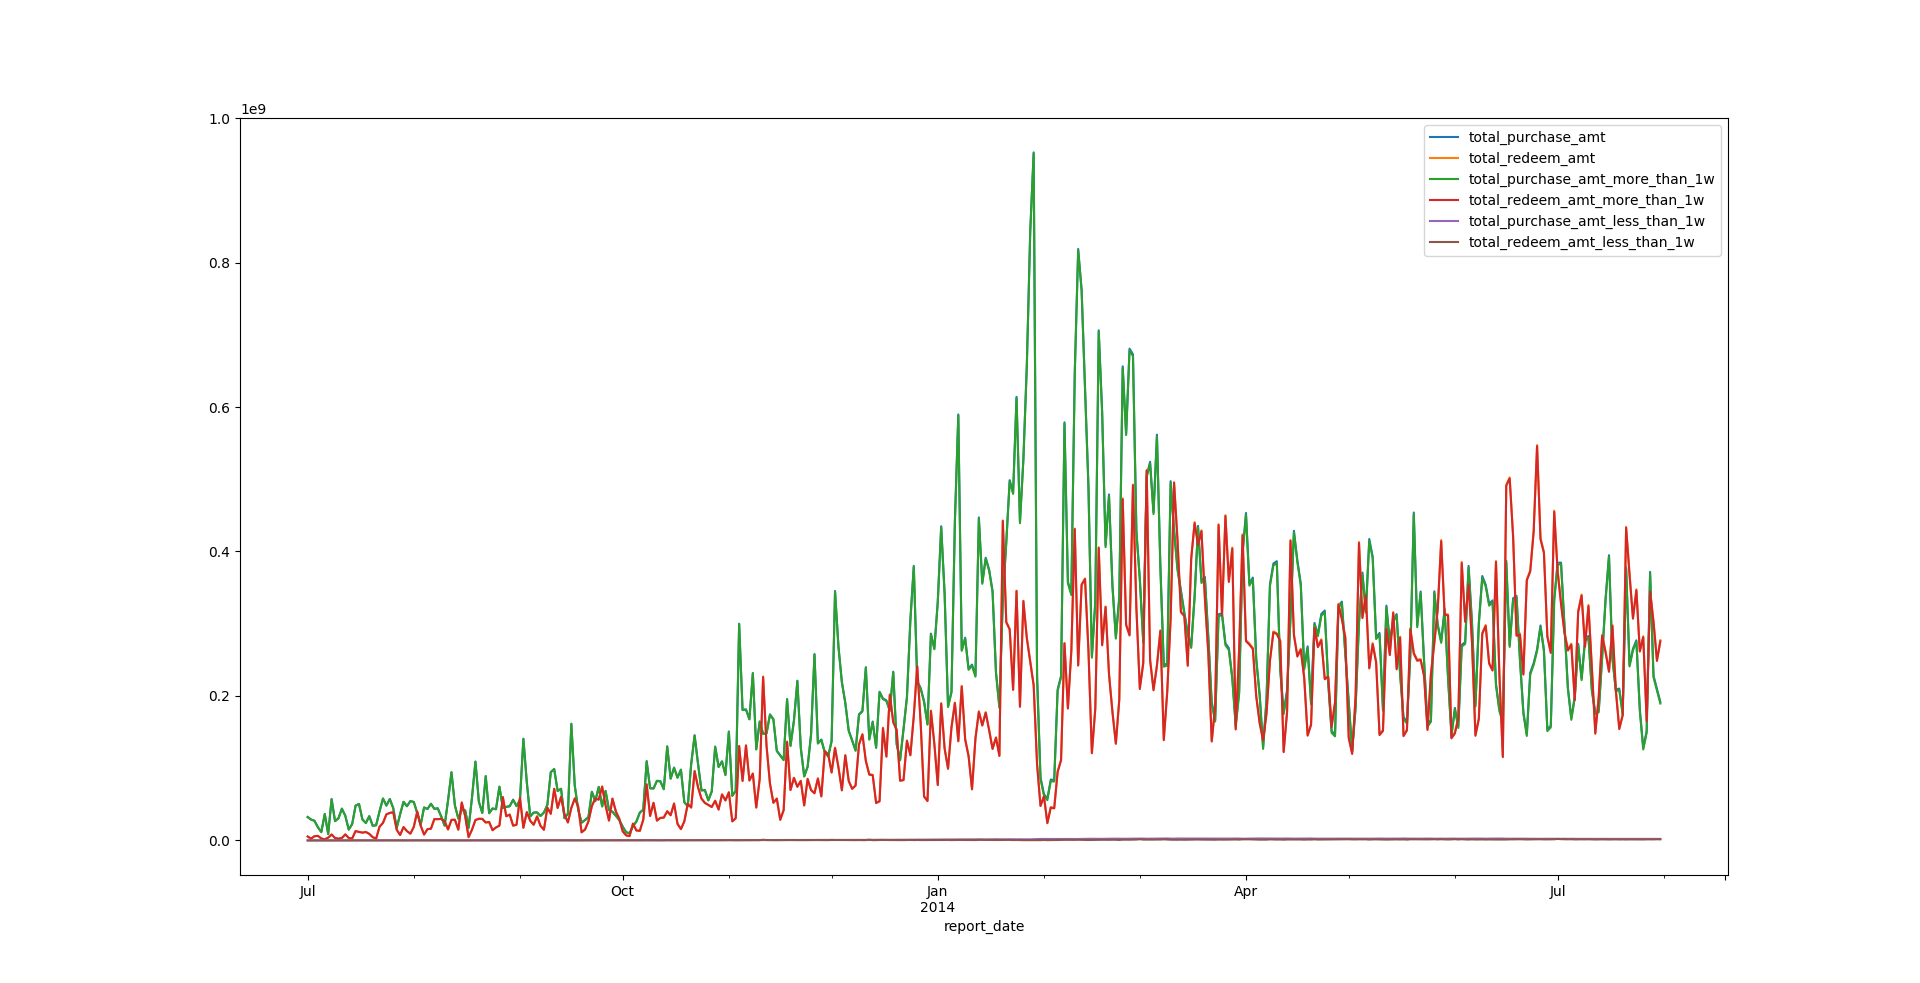 1e9
1.0
0.8
0.6
0.4
0.2
0.0
total_purchase_amt
total_redeem_amt
total_purchase_amt_more_than_1w
total_redeem_amt_more_than_1w
total_purchase_amt_less_than_1w
total_redeem_amt_less_than_1w
Jul Oct Jan Apr Jul
2014
report_date